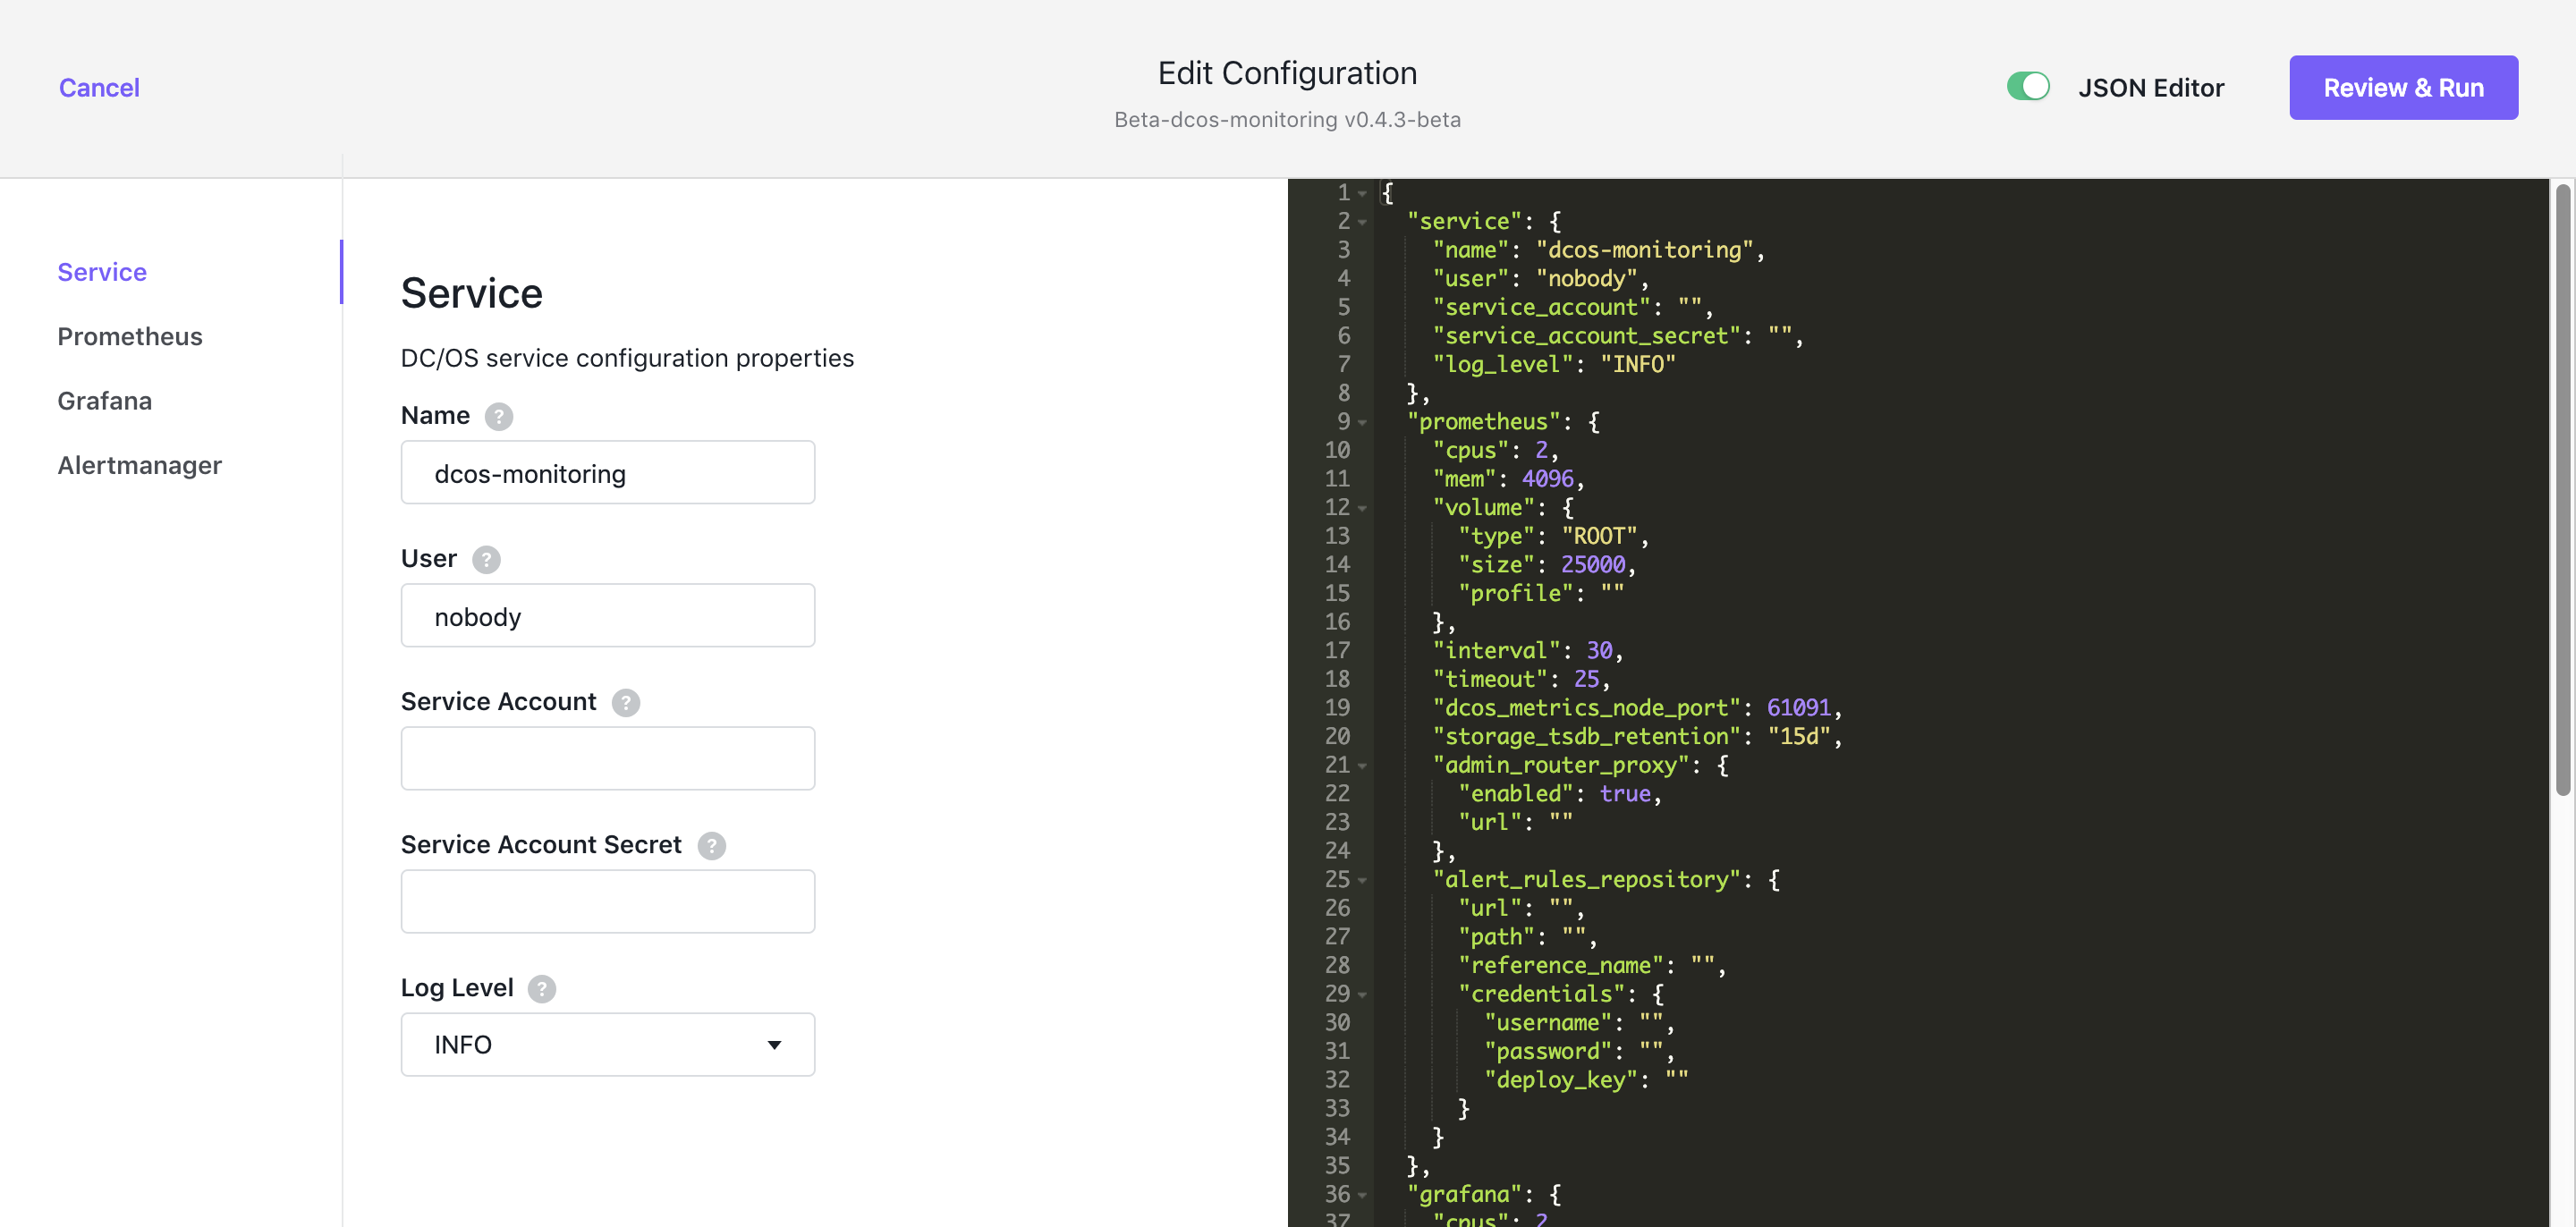 Cancel
Edit Configuration
Beta-dcos-monitoring v0.4.3-beta
JSON Editor
Review & Run
Service
Prometheus
Grafana
Alertmanager
Service
DC/OS service configuration properties
Name ?
dcos-monitoring
User ?
nobody
Service Account ?
Service Account Secret ?
Log Level ?
INFO
1 {
2 "service": {
3 "name": "dcos-monitoring",
4 "user": "nobody",
5 "service_account": "",
6 "service_account_secret": "",
7 "log_level": "INFO"
8 },
9 "prometheus": {
10 "cpus": 2,
11 "mem": 4096,
12 "volume": {
13 "type": "ROOT",
14 "size": 25000,
15 "profile": ""
16 },
17 "interval": 30,
18 "timeout": 25,
19 "dcos_metrics_node_port": 61091,
20 "storage_tsdb_retention": "15d",
21 "admin_router_proxy": {
22 "enabled": true,
23 "url": ""
24 },
25 "alert_rules_repository": {
26 "url": "",
27 "path": "",
28 "reference_name": "",
29 "credentials": {
30 "username": "",
31 "password": "",
32 "deploy_key": ""
33 }
34 }
35 },
36 "grafana": {
37 "cpus": 2